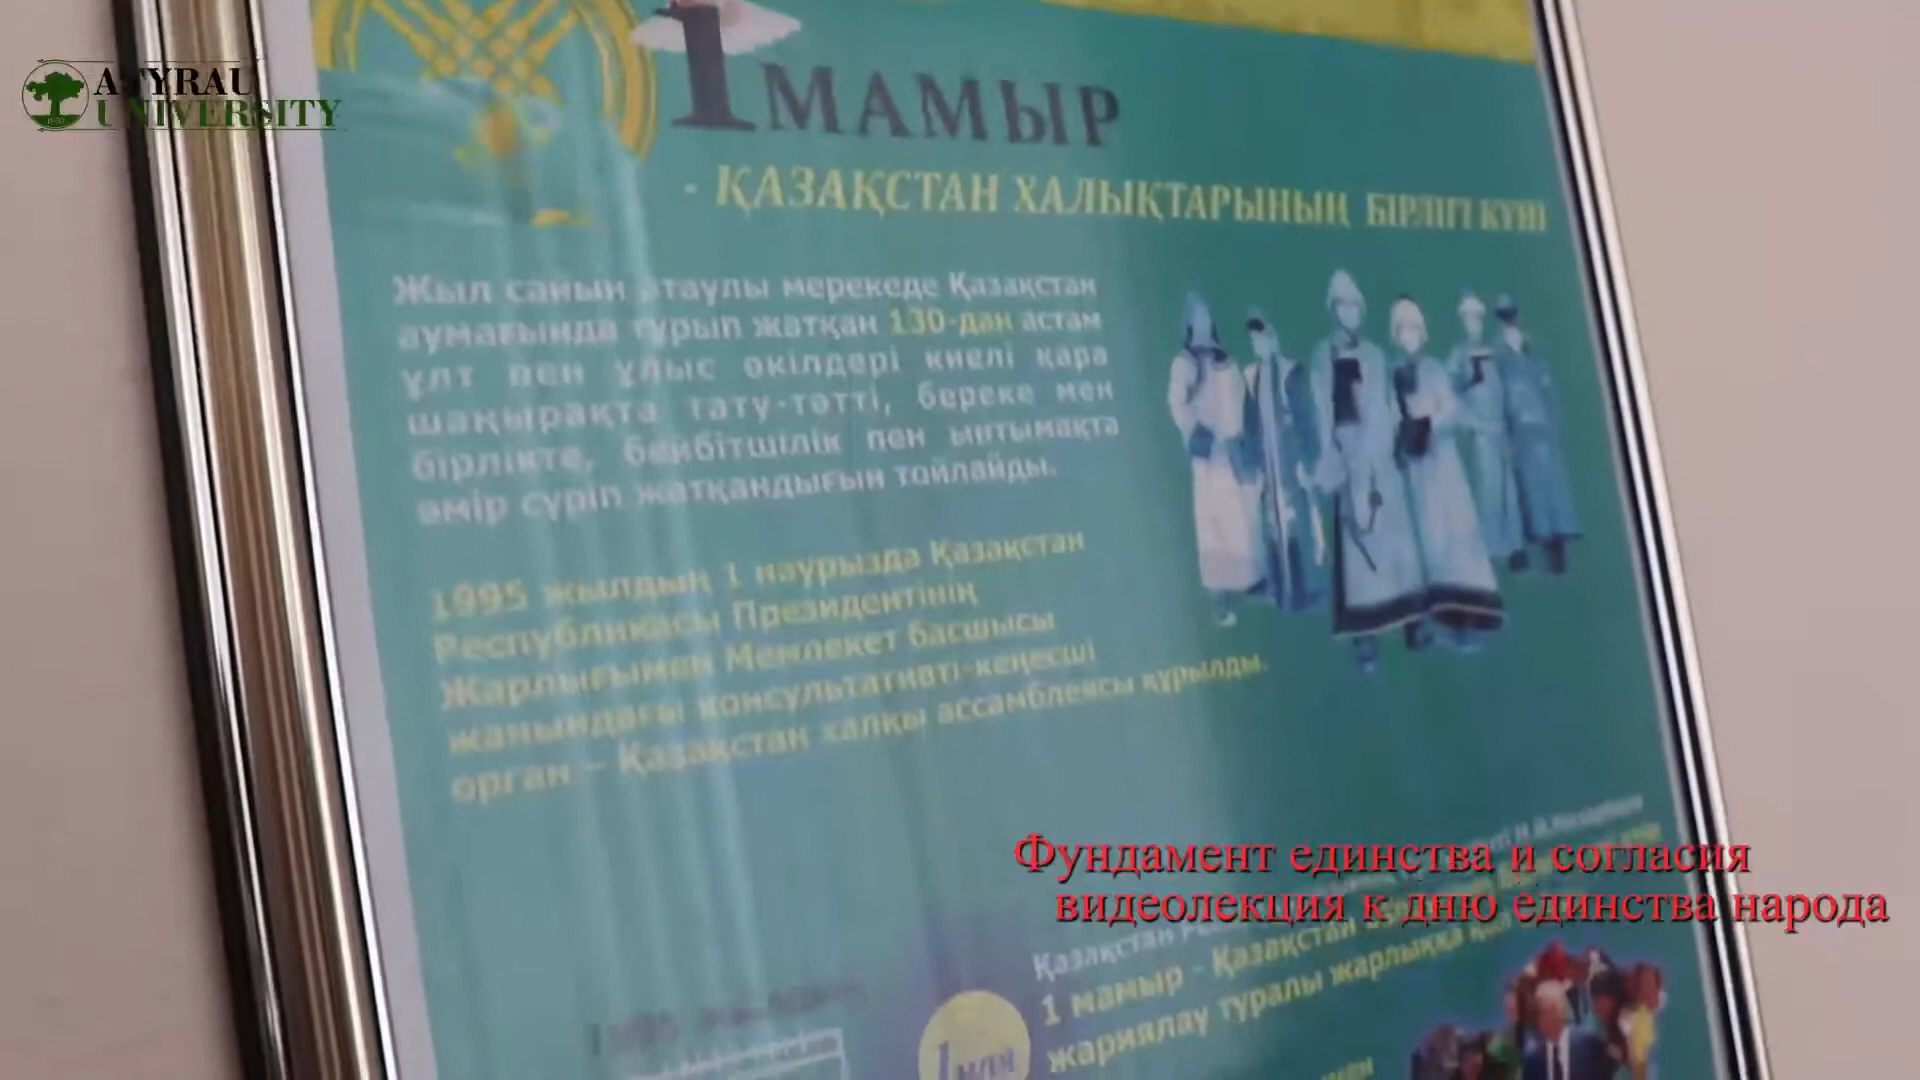 ATYRAU
UNIVERSITY
1 МАМЫР
- ҚАЗАҚСТАН ХАЛЫҚТАРЫНЫҢ БІРЛІГІ КҮНІ
Жыл сайын аталмыш мерекеде Қазақстан
аумағында тұрып жатқан 130-дан астам
ұлт пен ұлыс өкілдері киелі қара
шаңырақта тату-тәтті, береке мен
бірлікте, бейбітшілік пен ынтымақта
өмір сүріп жатқандығын тойлайды.
1995 жылдың 1 наурызда Қазақстан
Республикасы Президентінің
Жарлығымен Мемлекет басшысы
жанындағы консультативті-кеңесші
орган – Қазақстан халқы ассамблеясы құрылды.
Фундамент единства и согласия
видеолекция к дню единства народа
Қазақстан
1 мамыр - Қазақстан
жариялау туралы жарлыққа